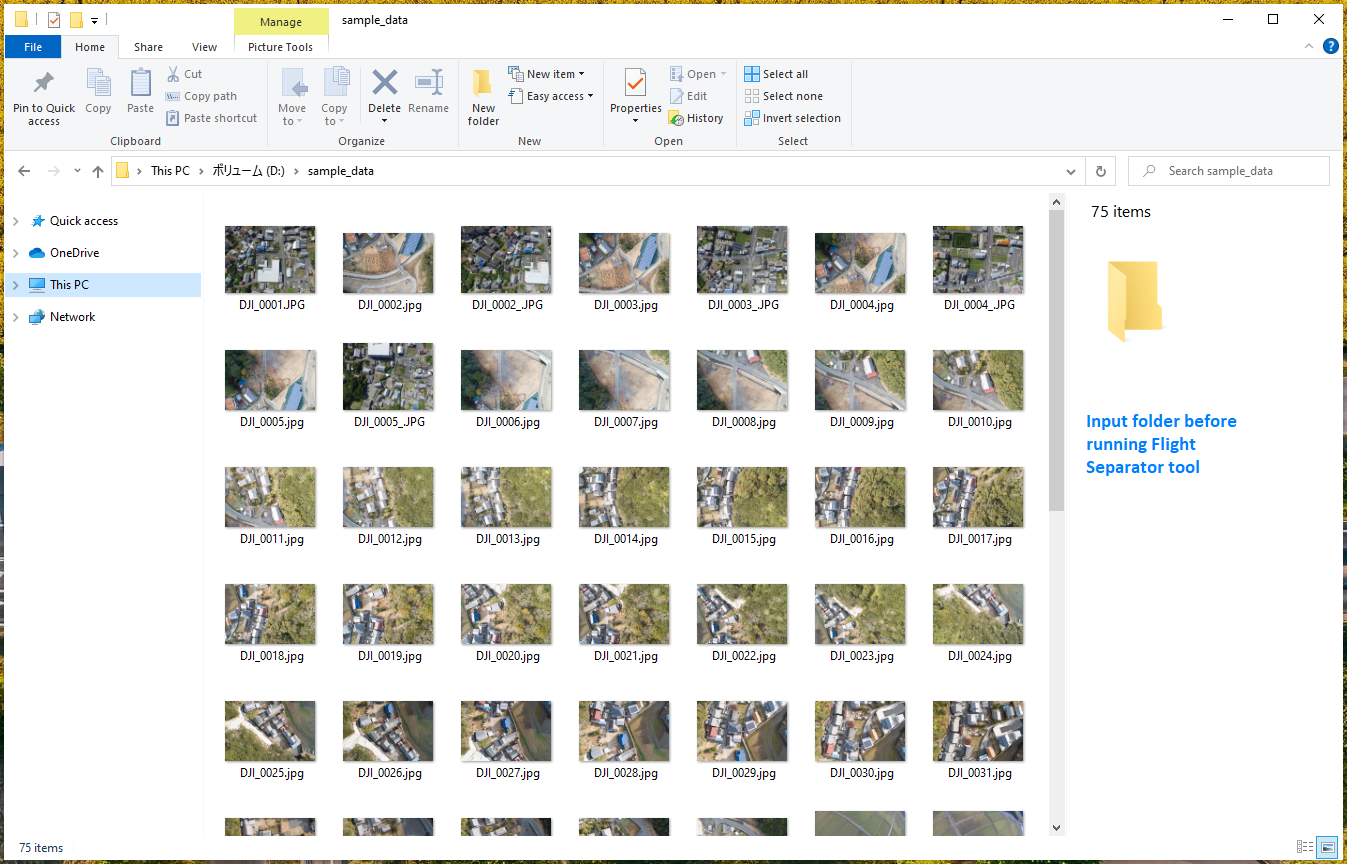 Manage
sample_data
File
Home
Share
View
Picture Tools
Pin to Quick
access
Copy
Paste
Cut
Copy path
Paste shortcut
Clipboard
Move
to
Copy
to
Delete
Rename
Organize
New
folder
New item
Easy access
New
Properties
Open
Edit
History
Open
Select all
Select none
Invert selection
Select
This PC
ボリューム (D:)
sample_data
Search sample_data
Quick access
OneDrive
This PC
Network
DJI_0001.JPG
DJI_0002.jpg
DJI_0002_.JPG
DJI_0003.jpg
DJI_0003_.JPG
DJI_0004.jpg
DJI_0004_.JPG
DJI_0005.jpg
DJI_0005_.JPG
DJI_0006.jpg
DJI_0007.jpg
DJI_0008.jpg
DJI_0009.jpg
DJI_0010.jpg
DJI_0011.jpg
DJI_0012.jpg
DJI_0013.jpg
DJI_0014.jpg
DJI_0015.jpg
DJI_0016.jpg
DJI_0017.jpg
DJI_0018.jpg
DJI_0019.jpg
DJI_0020.jpg
DJI_0021.jpg
DJI_0022.jpg
DJI_0023.jpg
DJI_0024.jpg
DJI_0025.jpg
DJI_0026.jpg
DJI_0027.jpg
DJI_0028.jpg
DJI_0029.jpg
DJI_0030.jpg
DJI_0031.jpg
75 items
Input folder before
running Flight
Separator tool
75 items